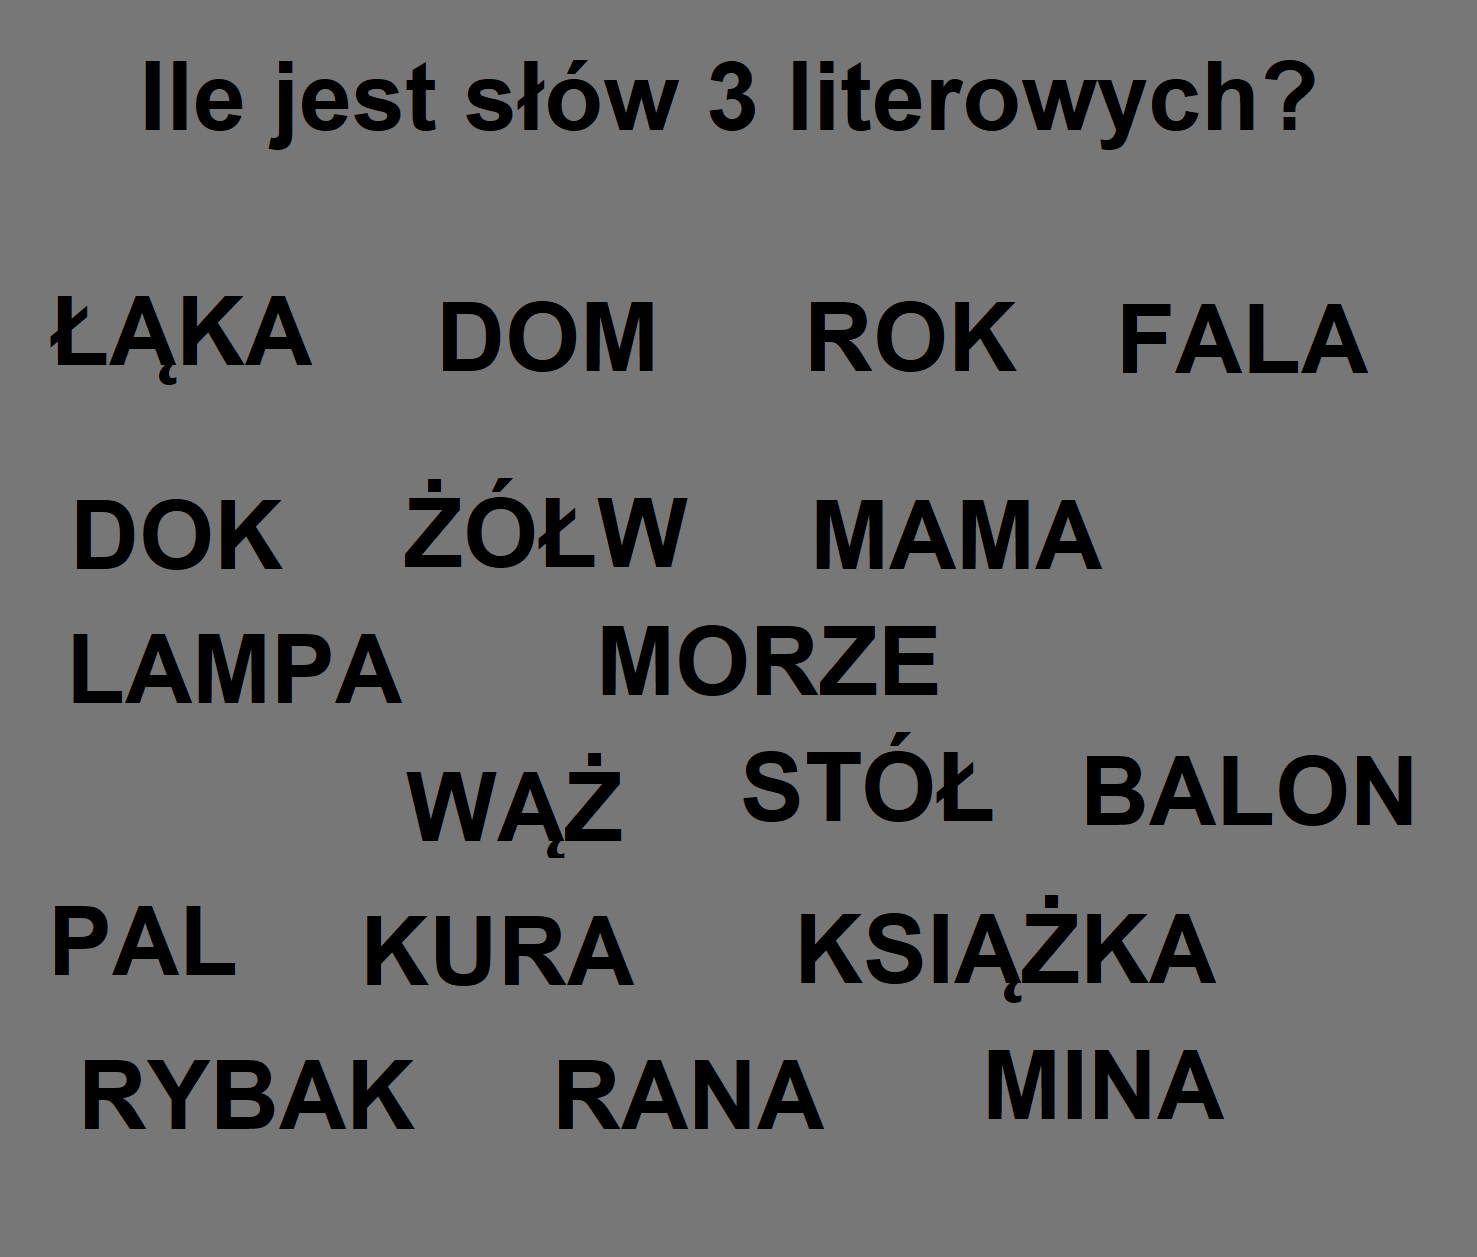 Ile jest słów 3 literowych?
ŁĄKA DOM ROK FALA
DOK ŻÓŁW MAMA
LAMPA MORZE
WĄŻ STÓŁ BALON
PAL KURA KSIĄŻKA
RYBAK RANA MINA